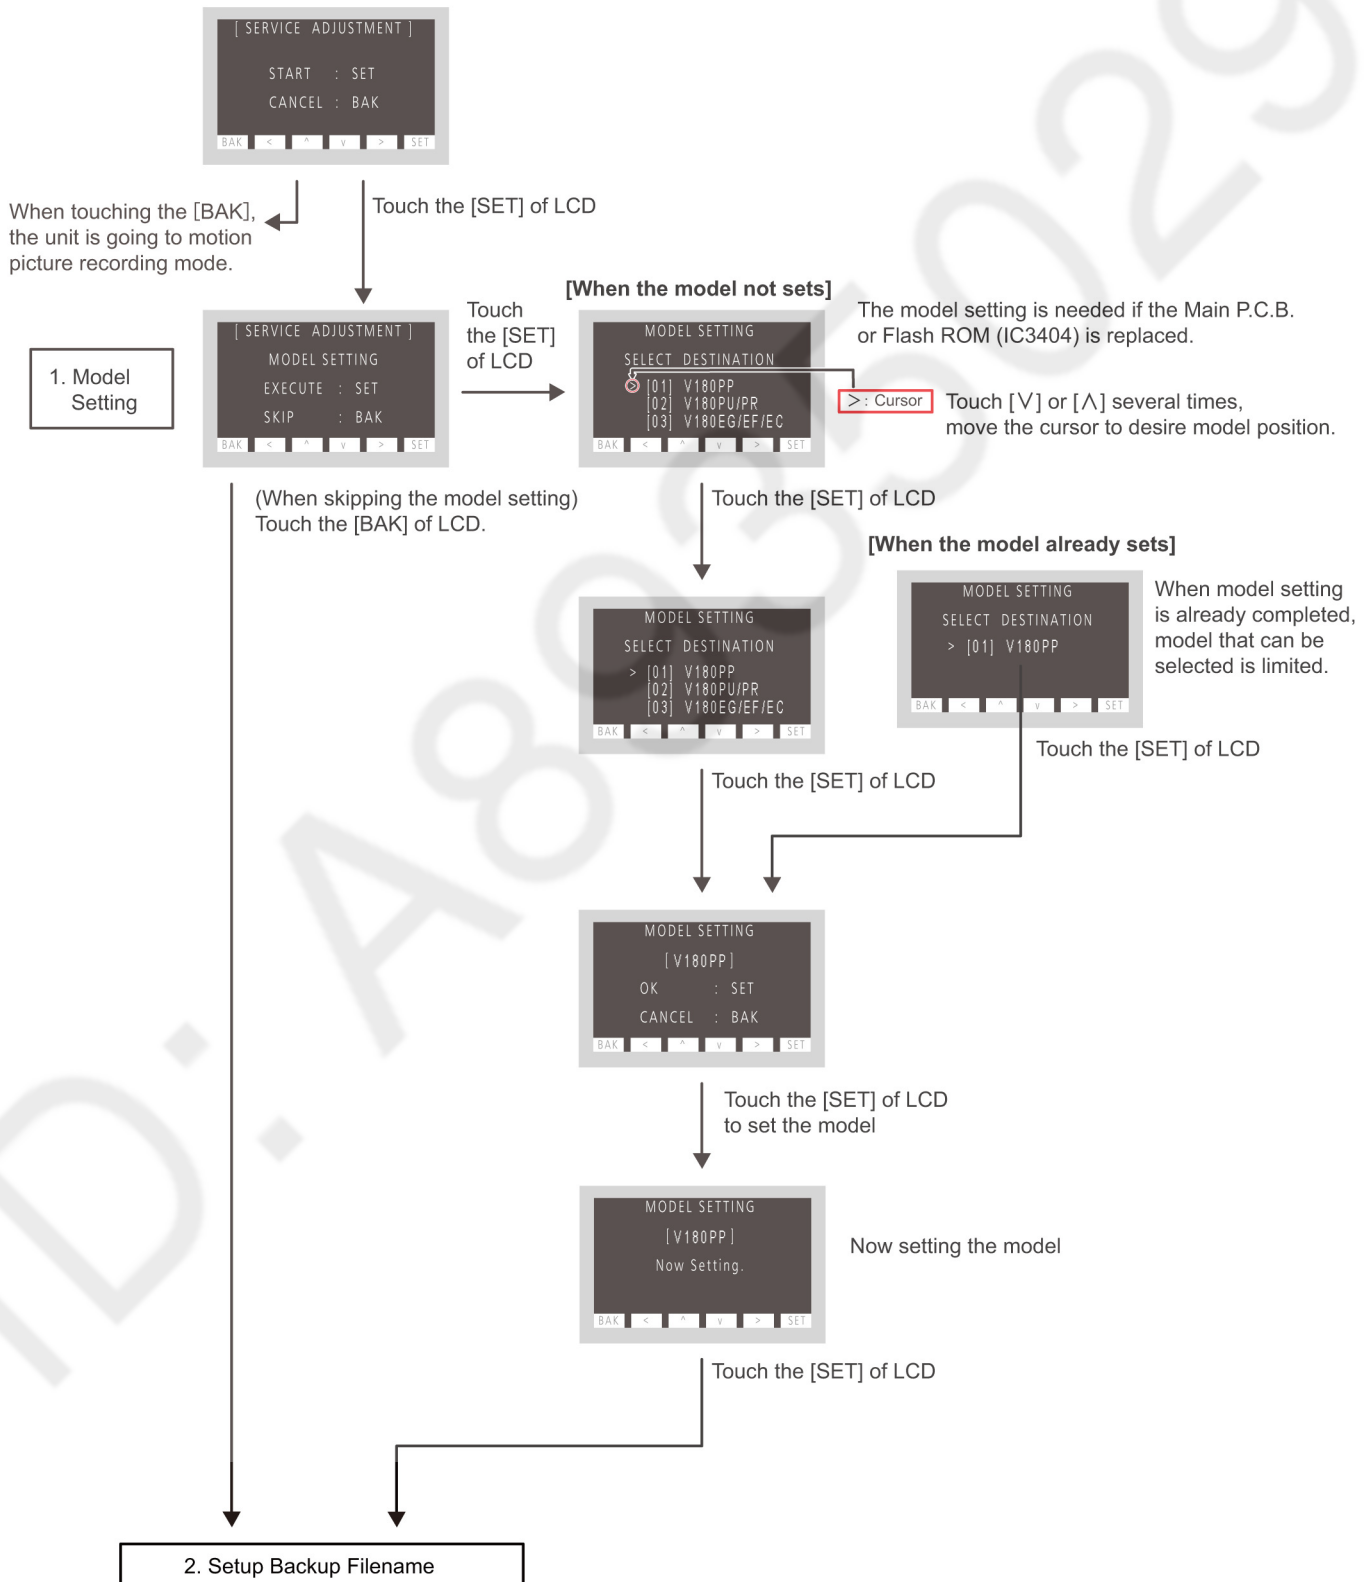 [ SERVICE ADJUSTMENT ]
START : SET
CANCEL : BAK
BAK < ^ v > SET
When touching the [BAK],
the unit is going to motion
picture recording mode.
Touch the [SET] of LCD
1. Model
Setting
[ SERVICE ADJUSTMENT ]
MODEL SETTING
EXECUTE : SET
SKIP : BAK
BAK < ^ v > SET
Touch
the [SET]
of LCD
[When the model not sets]
MODEL SETTING
SELECT DESTINATION
> [01] V180PP
[02] V180PU/PR
[03] V180EG/EF/EC
BAK < ^ v > SET
The model setting is needed if the Main P.C.B.
or Flash ROM (IC3404) is replaced.
>: Cursor
Touch [∨] or [∧] several times,
move the cursor to desire model position.
(When skipping the model setting)
Touch the [BAK] of LCD.
Touch the [SET] of LCD
[When the model already sets]
MODEL SETTING
SELECT DESTINATION
> [01] V180PP
BAK < ^ v > SET
When model setting
is already completed,
model that can be
selected is limited.
MODEL SETTING
SELECT DESTINATION
> [01] V180PP
[02] V180PU/PR
[03] V180EG/EF/EC
BAK < ^ v > SET
Touch the [SET] of LCD
Touch the [SET] of LCD
MODEL SETTING
[ V180PP ]
OK : SET
CANCEL : BAK
BAK < ^ v > SET
Touch the [SET] of LCD
to set the model
MODEL SETTING
[ V180PP ]
Now Setting.
BAK < ^ v > SET
Now setting the model
Touch the [SET] of LCD
2. Setup Backup Filename
ID: A8935029